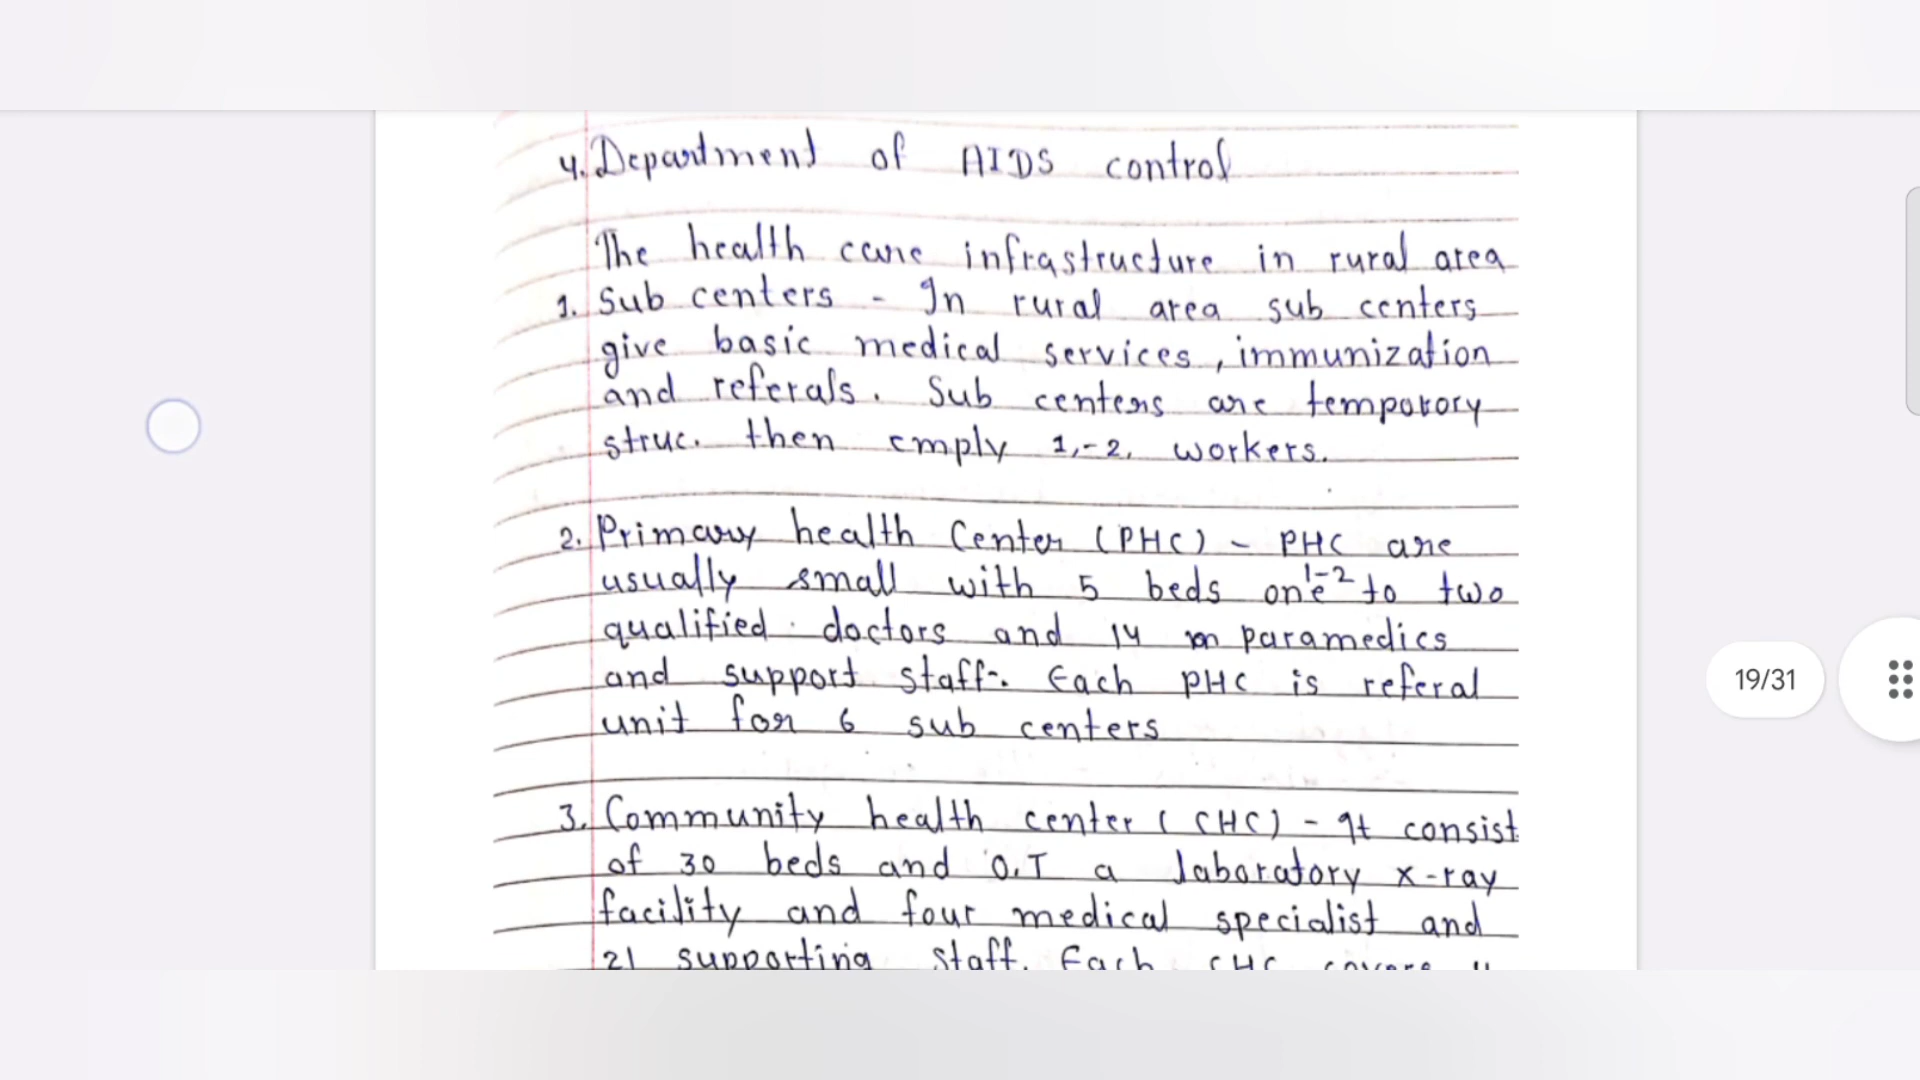 4. Department of AIDS control
The health care infrastructure in rural area
1. Sub centers - In rural area sub centers
give basic medical services, immunization
and referals. Sub centers are temporory
struc. then emply 1,-2, workers.
2. Primary health Center (PHC) - PHC are
usually small with 5 beds one 1-2 to two
qualified doctors and 14 m paramedics
and support staff. Each PHC is referal
unit for 6 sub centers
3. Community health center (CHC) - It consist
of 30 beds and O.T a laboratory x-ray
facility and four medical specialist and
21 supporting staff. Each CHC covers 4
19/31